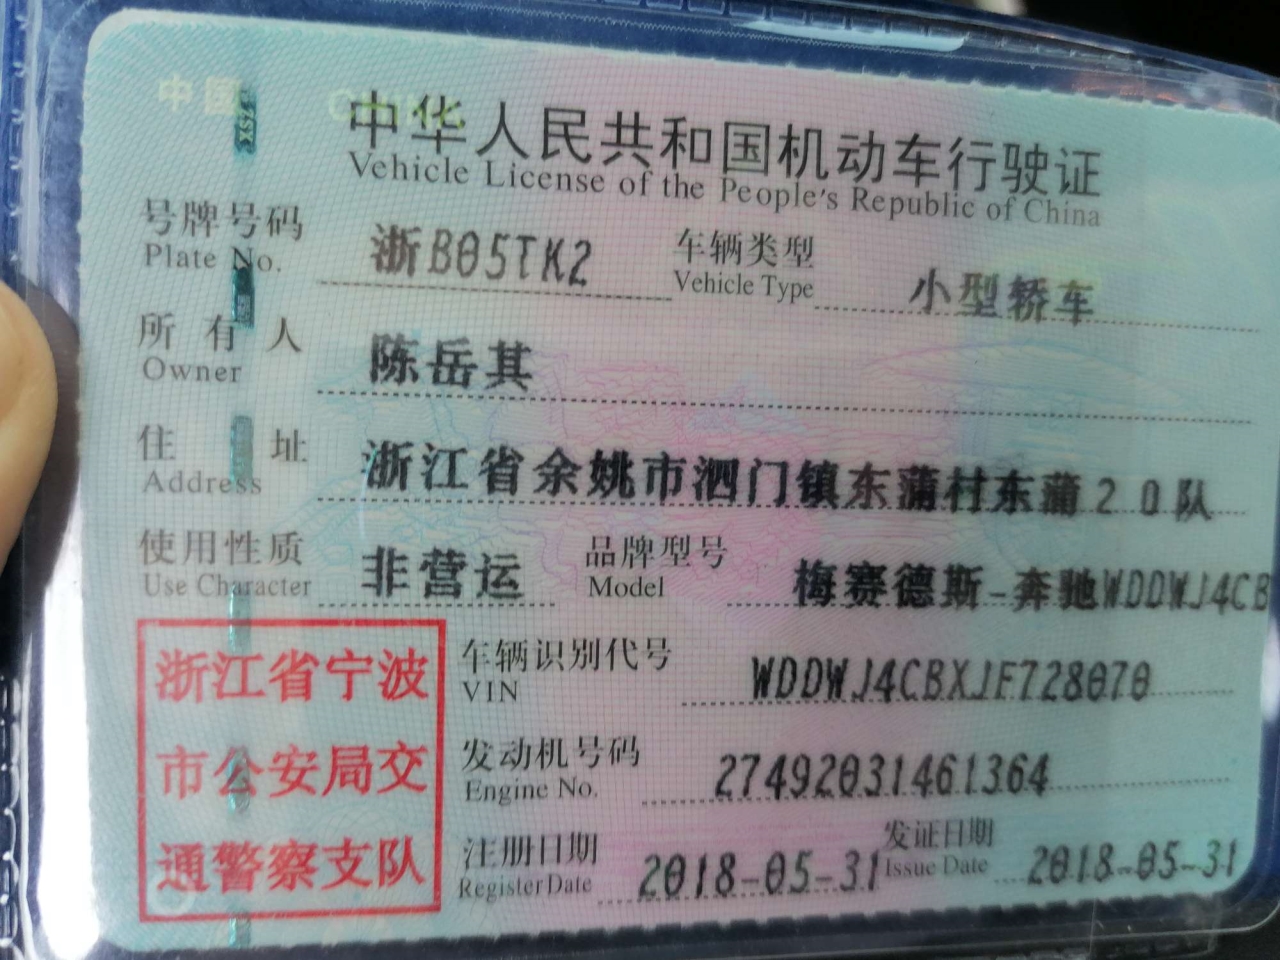 中国 CHINA
中华人民共和国机动车行驶证
Vehicle License of the People's Republic of China
号牌号码 浙B05TK2 车辆类型 小型轿车
Plate No. Vehicle Type
所有人 陈岳其
Owner
住址 浙江省余姚市泗门镇东蒲村东蒲20队
Address
使用性质 非营运 品牌型号 梅赛德斯-奔驰WDDWJ4CB
Use Character Model
浙江省宁波
市公安局交
通警察支队
车辆识别代号 WDDWJ4CBXJF728070
VIN
发动机号码 27492031461364
Engine No.
注册日期 2018-05-31 发证日期 2018-05-31
Register Date Issue Date